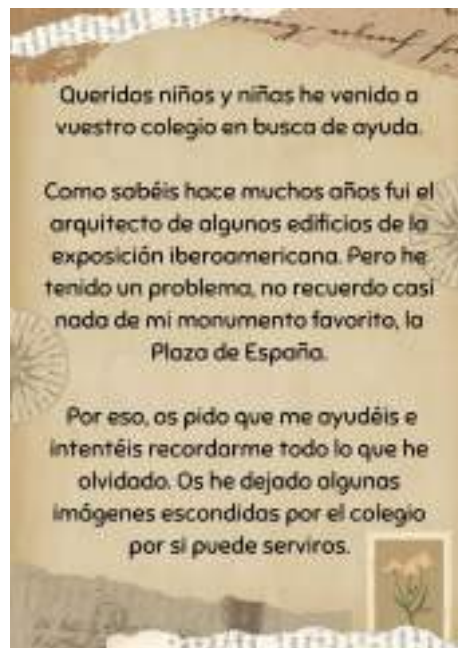 Queridos niños y niñas he venido a
vuestro colegio en busca de ayuda.
Como sabéis hace muchos años fui el
arquitecto de algunos edificios de la
exposición iberoamericana. Pero he
tenido un problema, no recuerdo casi
nada de mi monumento favorito, la
Plaza de España.
Por eso, os pido que me ayudéis e
intentéis recordarme todo lo que he
olvidado. Os he dejado algunas
imágenes escondidas por el colegio
por si puede serviros.